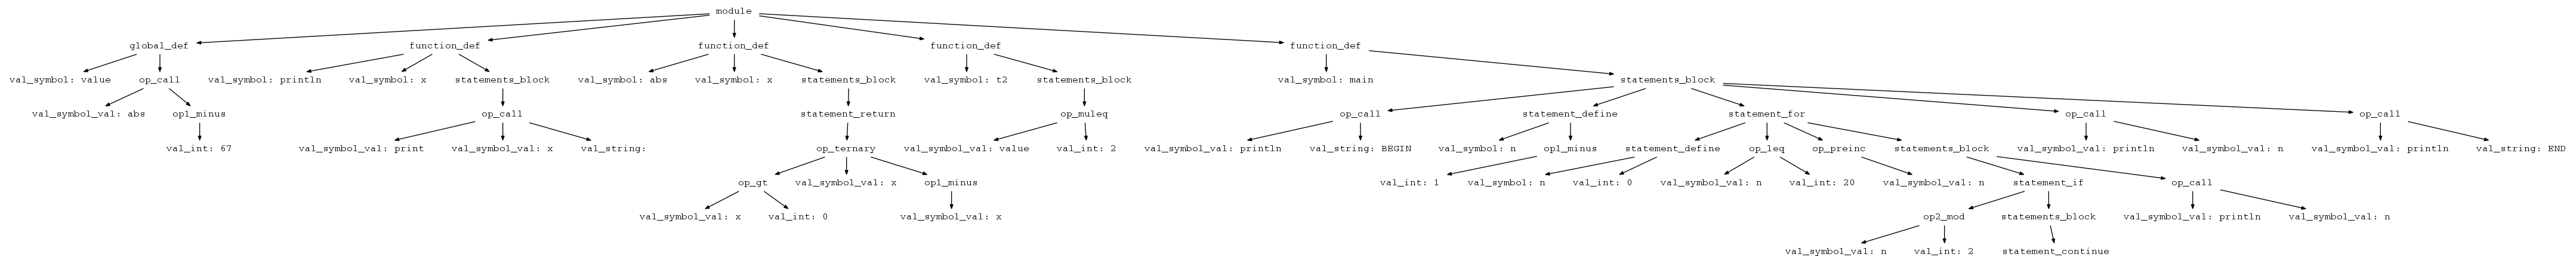 module
global_def function_def function_def function_def function_def
val_symbol: value op_call val_symbol: println val_symbol: x statements_block val_symbol: abs val_symbol: x statements_block val_symbol: t2 statements_block val_symbol: main statements_block
val_symbol_val: abs op1_minus op_call statement_return op_muleq op_call statement_define statement_for op_call op_call
val_int: 67 val_symbol_val: print val_symbol_val: x val_string: op_ternary val_symbol_val: value val_int: 2 val_symbol_val: println val_string: BEGIN val_symbol: n op1_minus statement_define op_leq op_preinc statements_block val_symbol_val: println val_symbol_val: n val_symbol_val: println val_string: END
op_gt val_symbol_val: x op1_minus val_int: 1 val_symbol: n val_int: 0 val_symbol_val: n val_int: 20 val_symbol_val: n statement_if op_call
val_symbol_val: x val_int: 0 val_symbol_val: x op2_mod statements_block val_symbol_val: println val_symbol_val: n
val_symbol_val: n val_int: 2 statement_continue